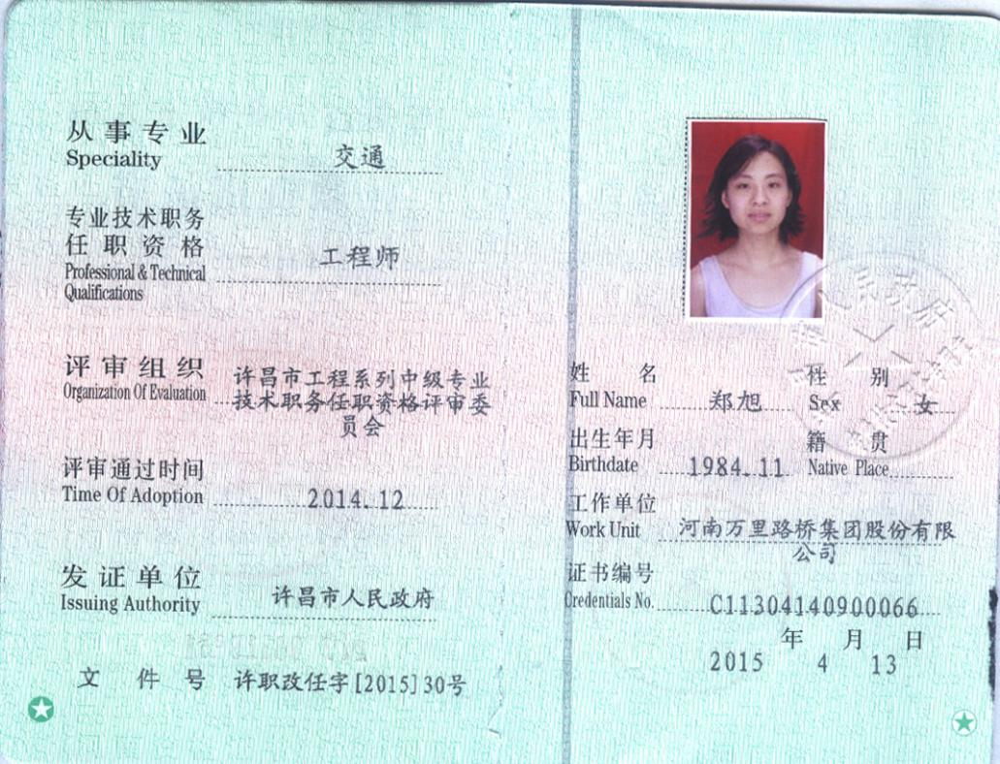 从事专业
Speciality
交通
专业技术职务
任职资格
Professional & Technical
Qualifications
工程师
评审组织
Organization Of Evaluation
许昌市工程系列中级专业
技术职务任职资格评审委
员会
评审通过时间
Time Of Adoption
2014.12
发证单位
Issuing Authority
许昌市人民政府
文件号 许职改任字[2015]30号
姓名
Full Name
郑旭
性别
Sex
女
出生年月
Birthdate
1984.11
籍贯
Native Place
工作单位
Work Unit
河南万里路桥集团股份有限
公司
证书编号
Credentials No.
C11304140900066
年 月 日
2015 4 13